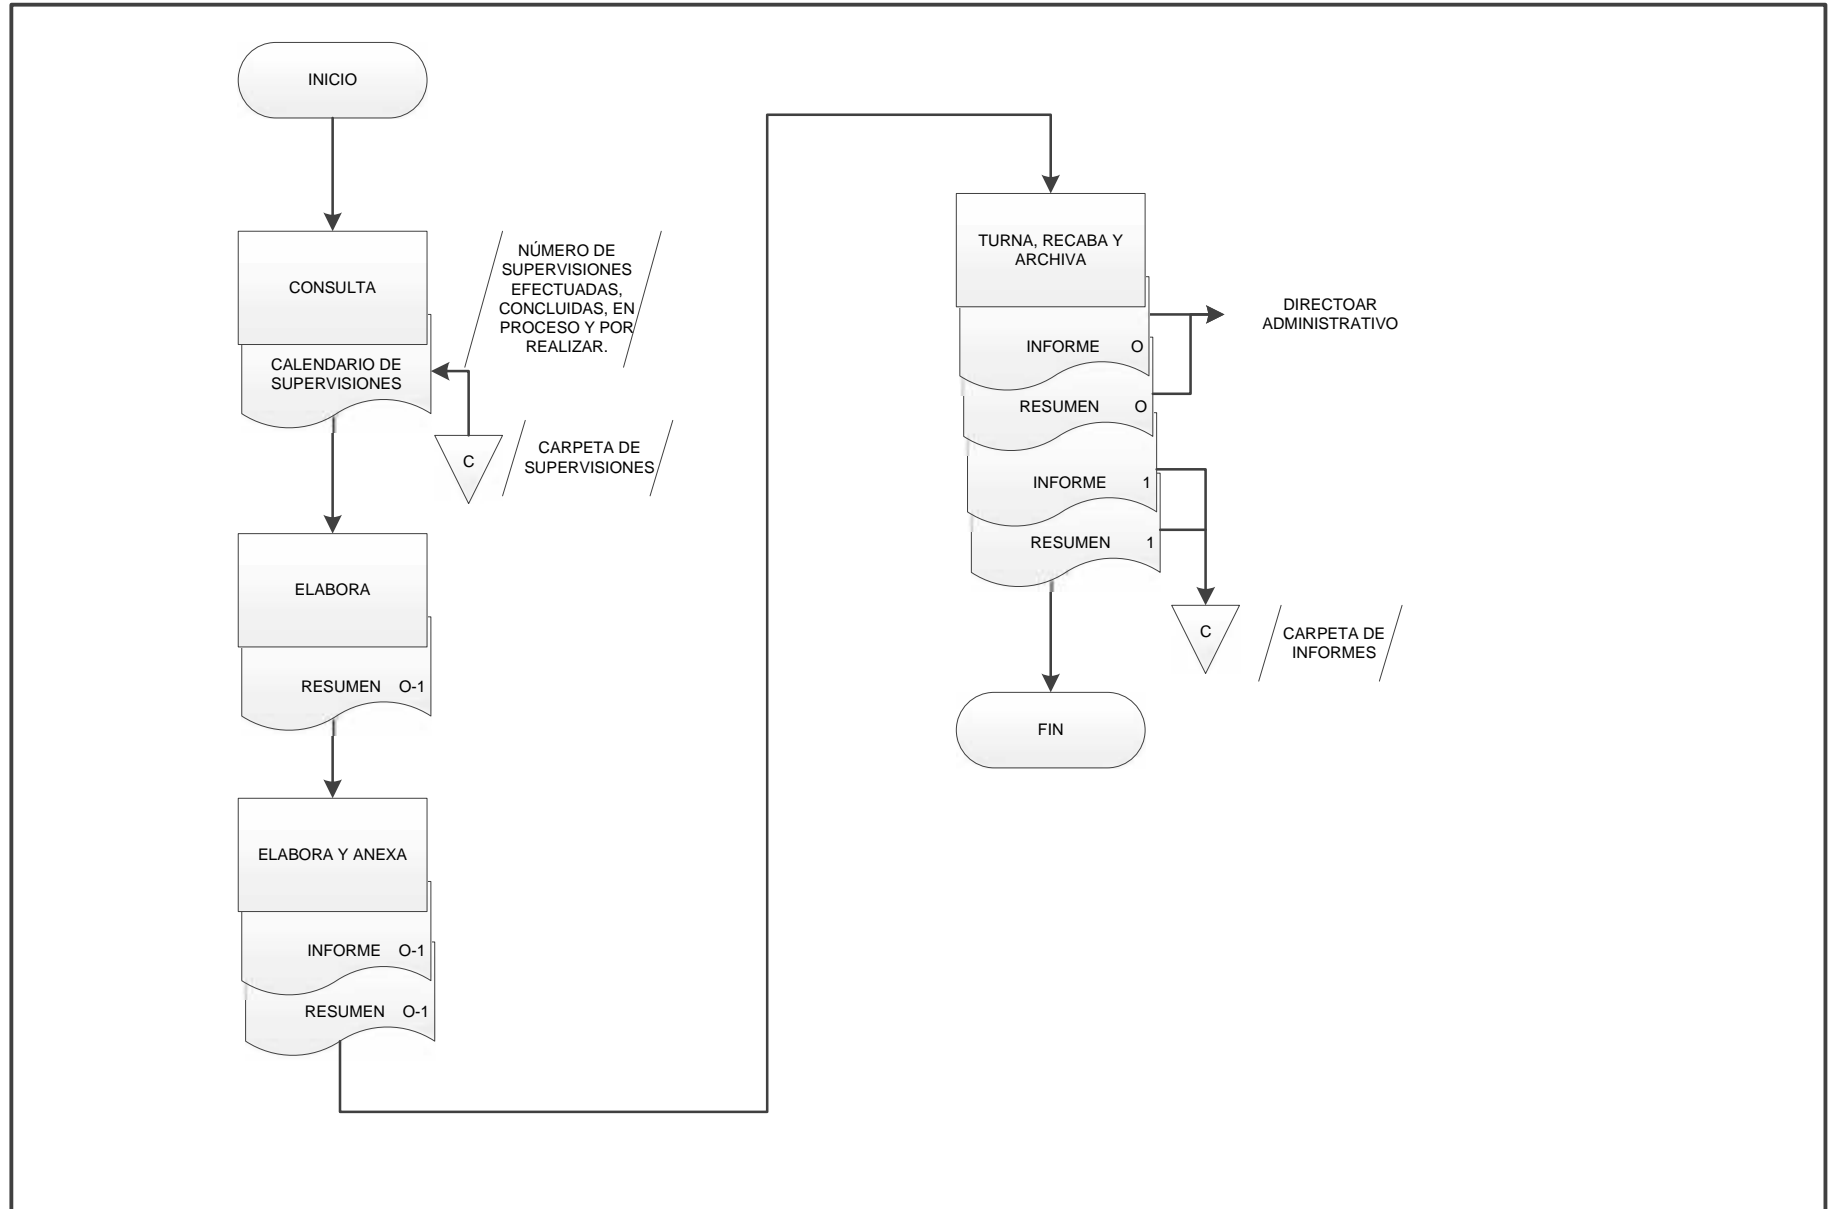 INICIO
CONSULTA
NÚMERO DE
SUPERVISIONES
EFECTUADAS,
CONCLUIDAS, EN
PROCESO Y POR
REALIZAR.
CALENDARIO DE
SUPERVISIONES
C
CARPETA DE
SUPERVISIONES
ELABORA
RESUMEN O-1
ELABORA Y ANEXA
INFORME O-1
RESUMEN O-1
TURNA, RECABA Y
ARCHIVA
DIRECTOAR
ADMINISTRATIVO
INFORME O
RESUMEN O
INFORME 1
RESUMEN 1
C
CARPETA DE
INFORMES
FIN